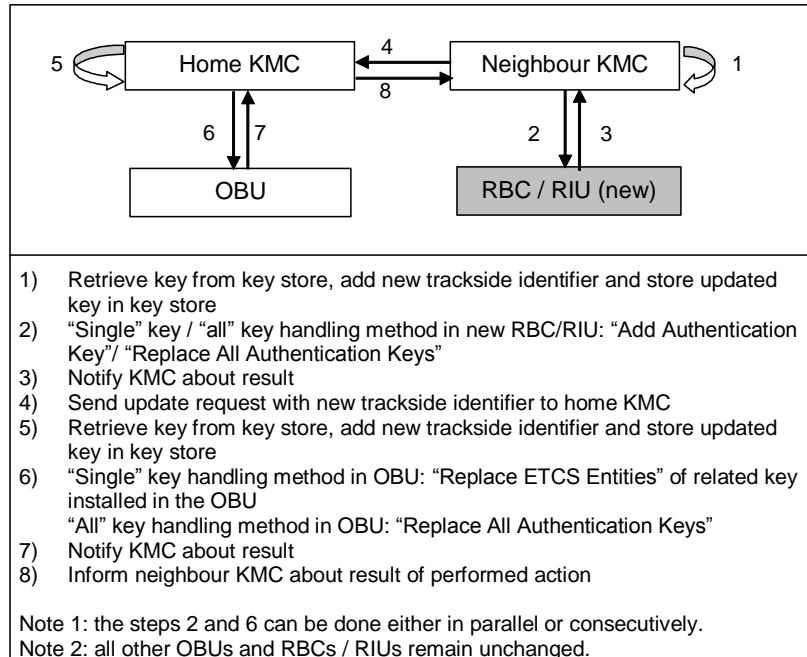 5
Home KMC
4
8
Neighbour KMC
1
6
7
2
3
OBU
RBC / RIU (new)
1) Retrieve key from key store, add new trackside identifier and store updated
key in key store
2) “Single” key / “all” key handling method in new RBC/RIU: “Add Authentication
Key”/ “Replace All Authentication Keys”
3) Notify KMC about result
4) Send update request with new trackside identifier to home KMC
5) Retrieve key from key store, add new trackside identifier and store updated
key in key store
6) “Single” key handling method in OBU: “Replace ETCS Entities” of related key
installed in the OBU
“All” key handling method in OBU: “Replace All Authentication Keys”
7) Notify KMC about result
8) Inform neighbour KMC about result of performed action
Note 1: the steps 2 and 6 can be done either in parallel or consecutively.
Note 2: all other OBUs and RBCs / RIUs remain unchanged.